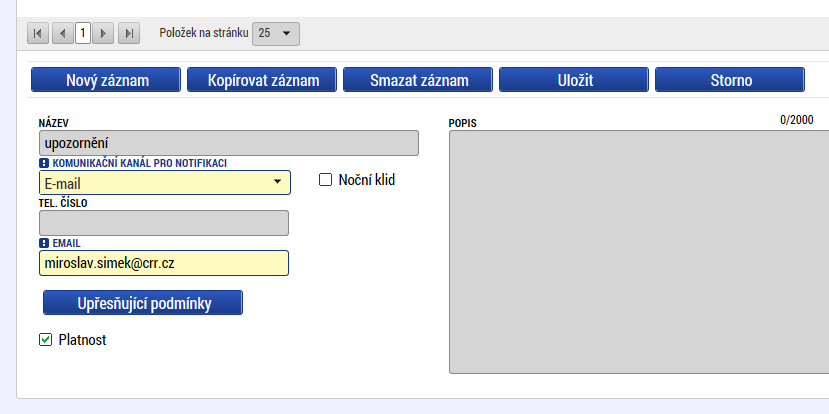 1 Položek na stránku 25
Nový záznam Kopírovat záznam Smazat záznam Uložit Storno
NÁZEV POPIS 0/2000
upozornění
KOMUNIKAČNÍ KANÁL PRO NOTIFIKACI
E-mail Noční klid
TEL. ČÍSLO
EMAIL
miroslav.simek@crr.cz
Upřesňující podmínky
Platnost